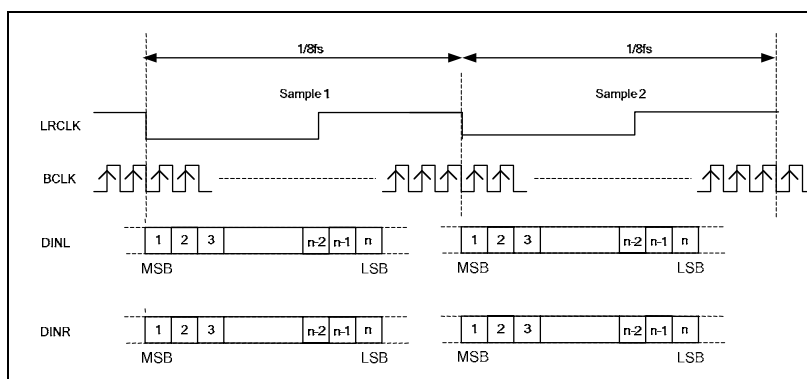 1/8fs 1/8fs
Sample 1 Sample 2
LRCLK
BCLK
DINL 1 2 3 n-2 n-1 n 1 2 3 n-2 n-1 n
MSB LSB MSB LSB
DINR 1 2 3 n-2 n-1 n 1 2 3 n-2 n-1 n
MSB LSB MSB LSB